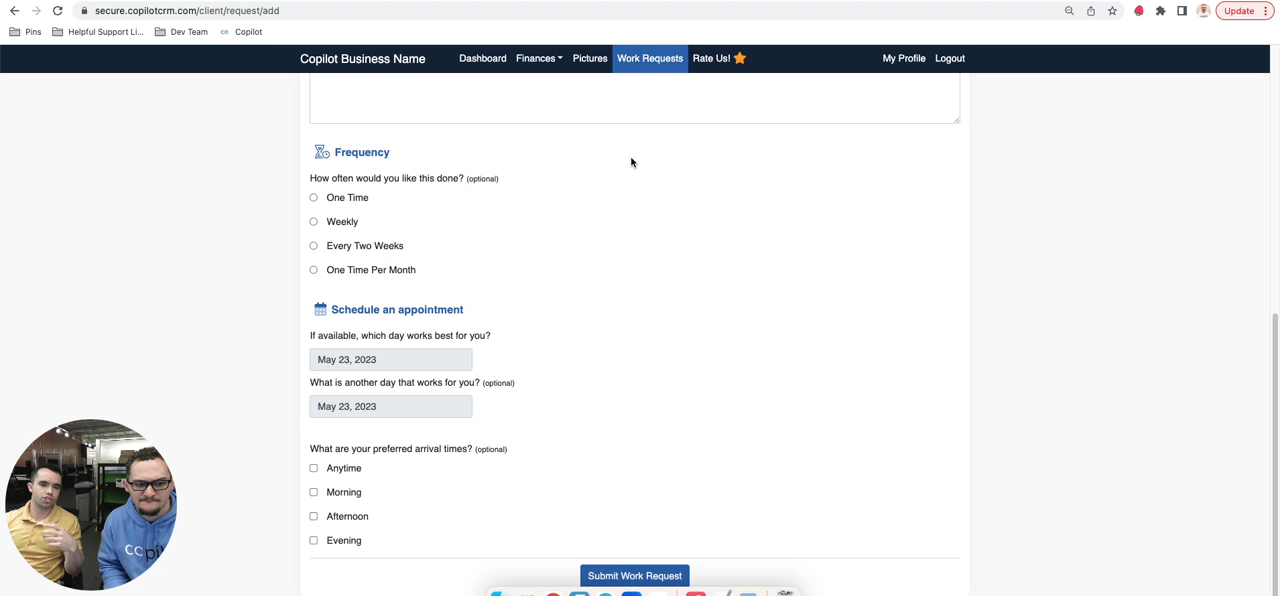 secure.copilotcrm.com/client/request/add
Update
Pins
Helpful Support Li...
Dev Team
Copilot
Copilot Business Name
Dashboard
Finances
Pictures
Work Requests
Rate Us!
My Profile
Logout
Frequency
How often would you like this done? (optional)
One Time
Weekly
Every Two Weeks
One Time Per Month
Schedule an appointment
If available, which day works best for you?
May 23, 2023
What is another day that works for you? (optional)
May 23, 2023
What are your preferred arrival times? (optional)
Anytime
Morning
Afternoon
Evening
Submit Work Request